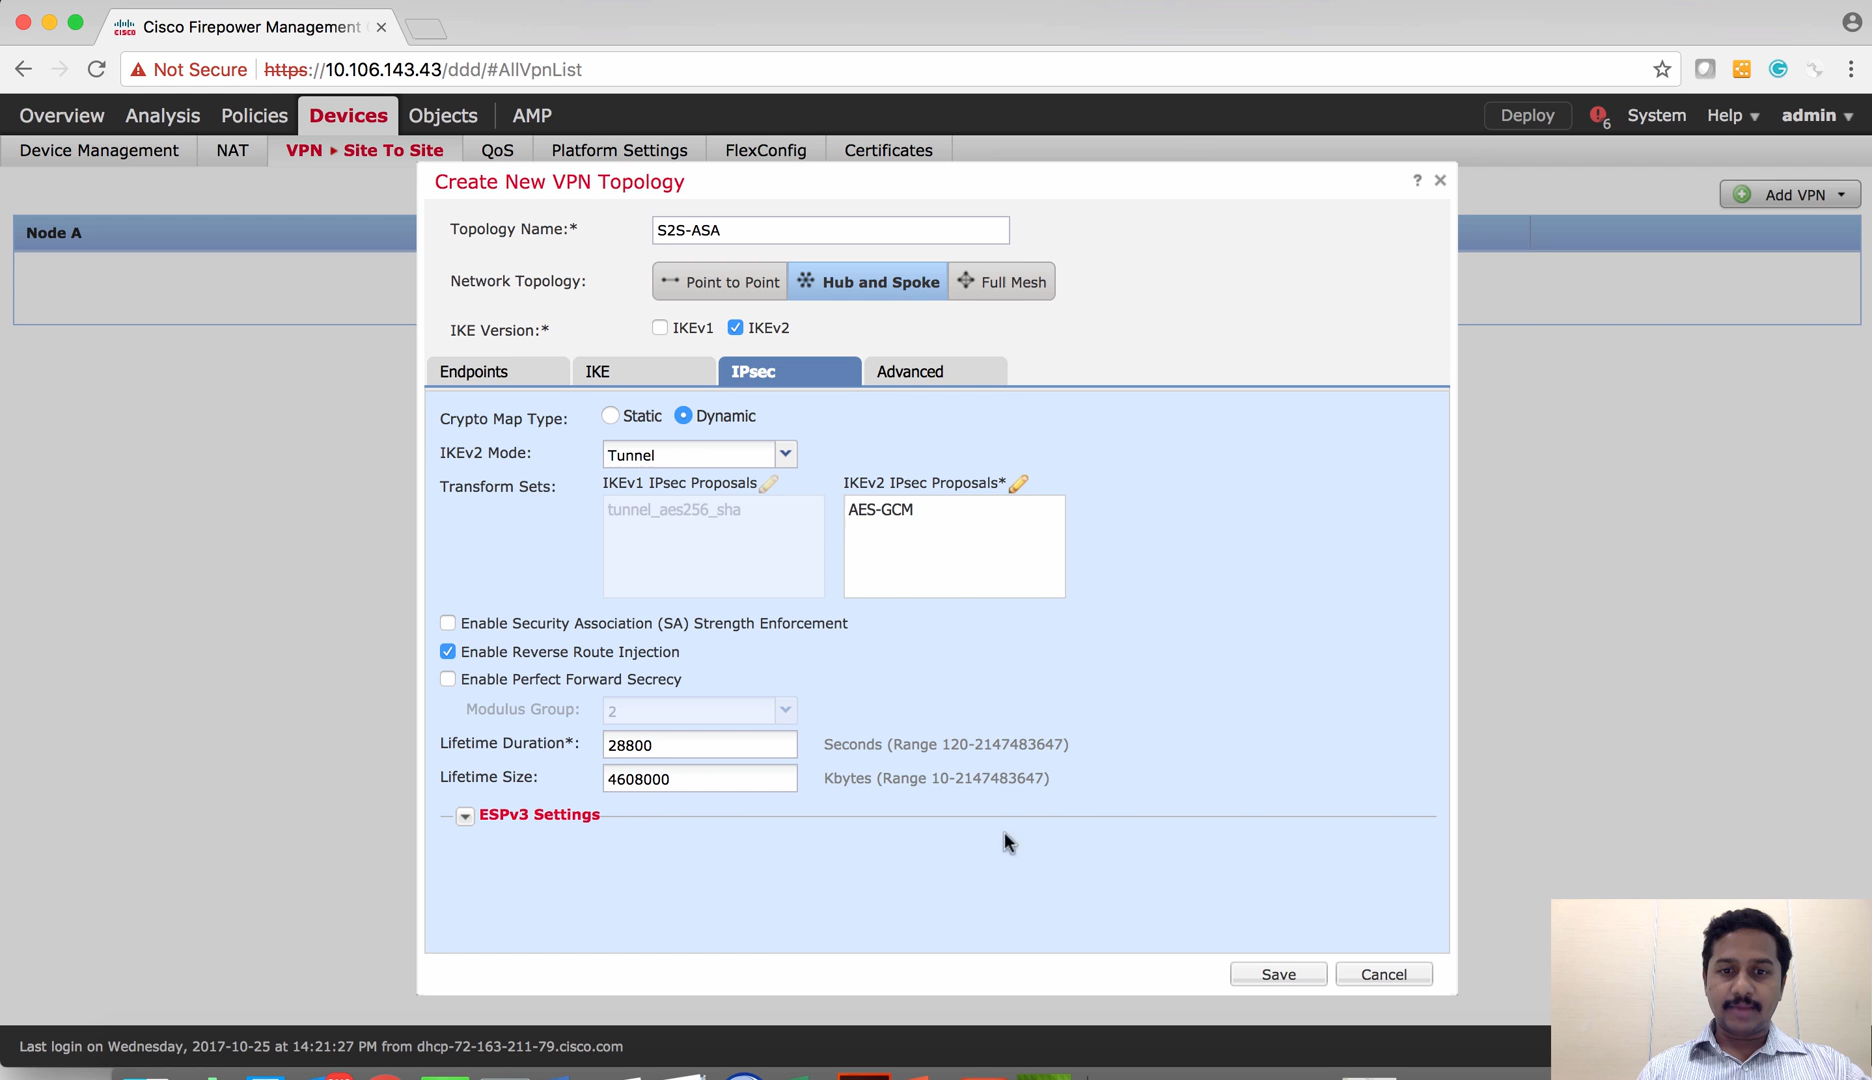 Cisco Firepower Management
Not Secure https://10.106.143.43/ddd/#AllVpnList
Overview Analysis Policies Devices Objects AMP Deploy 6 System Help admin
Device Management NAT VPN ▸ Site To Site QoS Platform Settings FlexConfig Certificates
Create New VPN Topology ?
Add VPN
Node A
Topology Name:* S2S-ASA
Network Topology: Point to Point Hub and Spoke Full Mesh
IKE Version:* IKEv1 IKEv2
Endpoints IKE IPsec Advanced
Crypto Map Type: Static Dynamic
IKEv2 Mode: Tunnel
Transform Sets: IKEv1 IPsec Proposals IKEv2 IPsec Proposals*
tunnel_aes256_sha AES-GCM
Enable Security Association (SA) Strength Enforcement
Enable Reverse Route Injection
Enable Perfect Forward Secrecy
Modulus Group: 2
Lifetime Duration*: 28800 Seconds (Range 120-2147483647)
Lifetime Size: 4608000 Kbytes (Range 10-2147483647)
ESPv3 Settings
Save Cancel
Last login on Wednesday, 2017-10-25 at 14:21:27 PM from dhcp-72-163-211-79.cisco.com